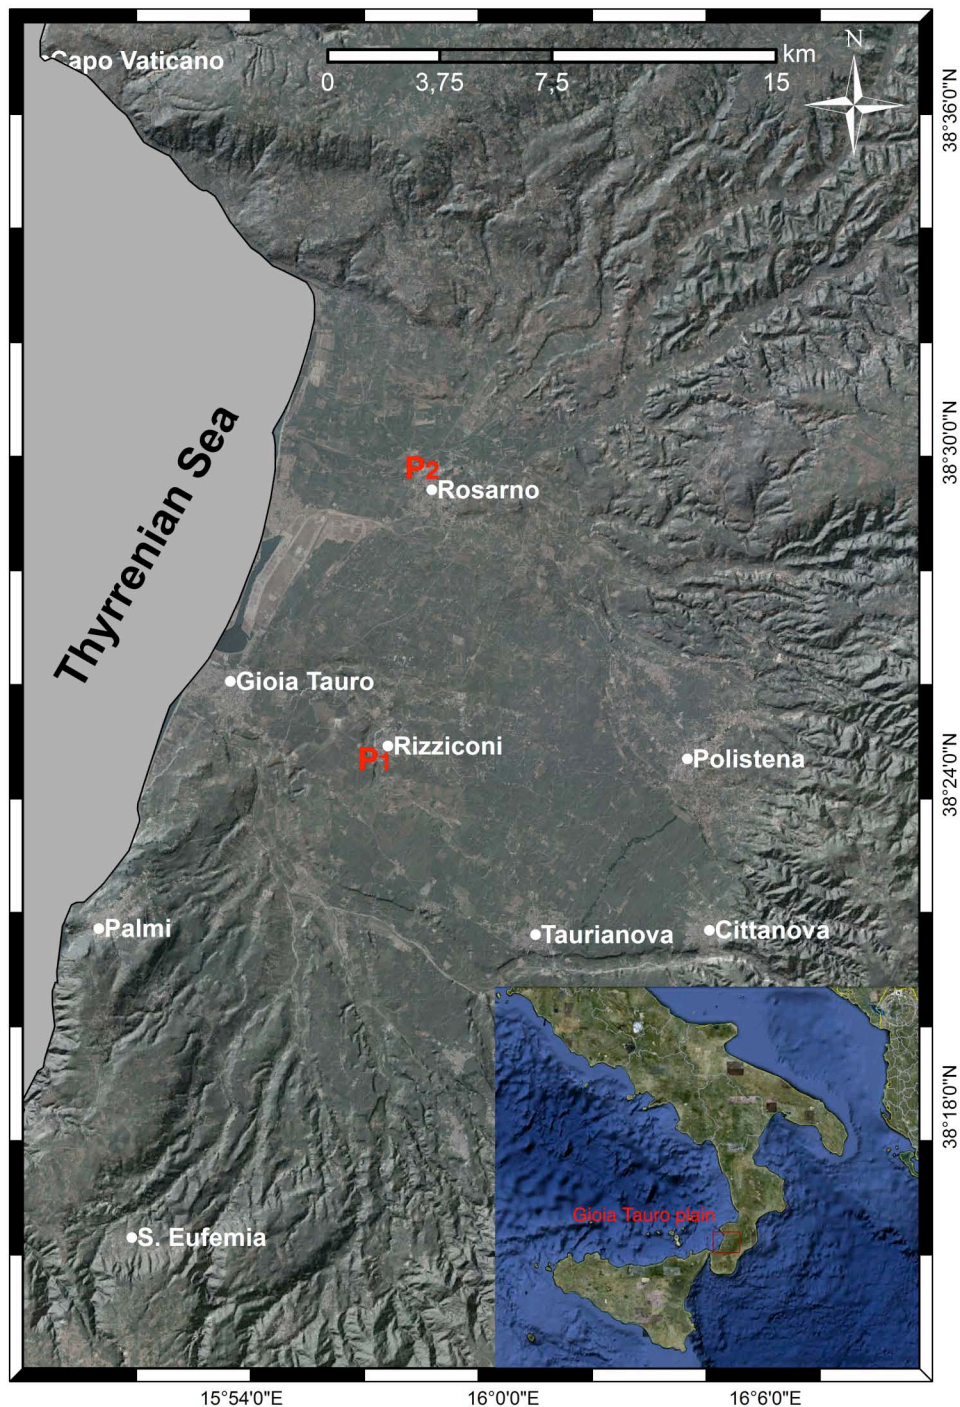 Capo Vaticano
km
0 3,75 7,5 15
N
38°36'0"N
Thyrrenian Sea
38°30'0"N
P2
Rosarno
Gioia Tauro
Rizziconi
P1
Polistena
38°24'0"N
Palmi
Taurianova
Cittanova
38°18'0"N
Gioia Tauro plain
S. Eufemia
15°54'0"E 16°0'0"E 16°6'0"E